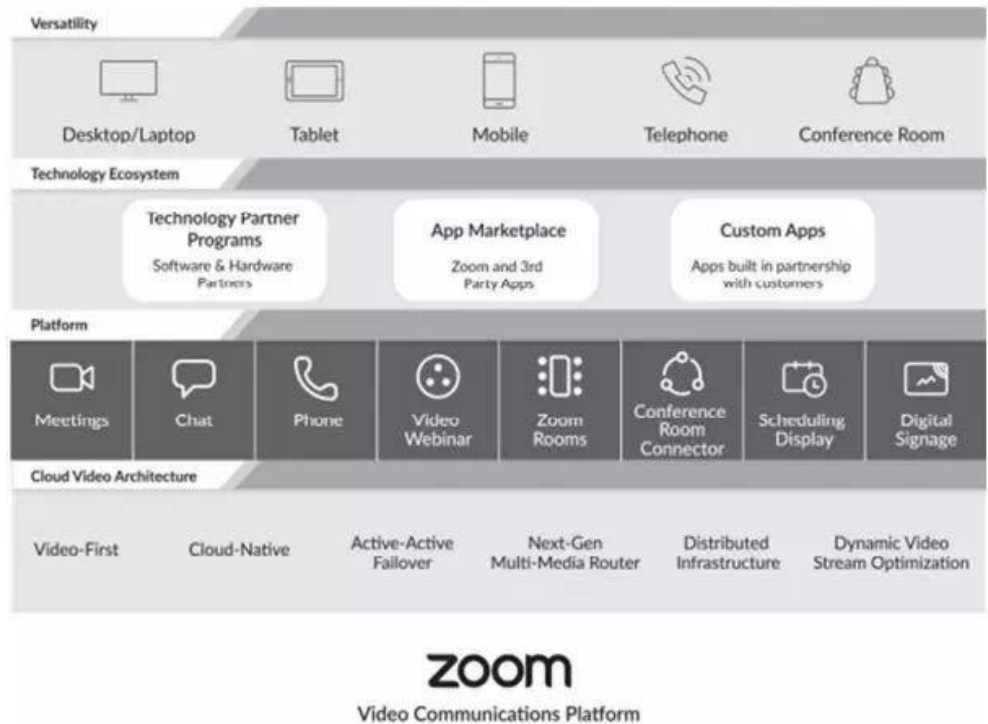 Versatility
Desktop/Laptop
Tablet
Mobile
Telephone
Conference Room
Technology Ecosystem
Technology Partner
Programs
Software & Hardware
Partners
App Marketplace
Zoom and 3rd
Party Apps
Custom Apps
Apps built in partnership
with customers
Platform
Meetings
Chat
Phone
Video
Webinar
Zoom
Rooms
Conference
Room
Connector
Scheduling
Display
Digital
Signage
Cloud Video Architecture
Video-First
Cloud-Native
Active-Active
Failover
Next-Gen
Multi-Media Router
Distributed
Infrastructure
Dynamic Video
Stream Optimization
zoom
Video Communications Platform